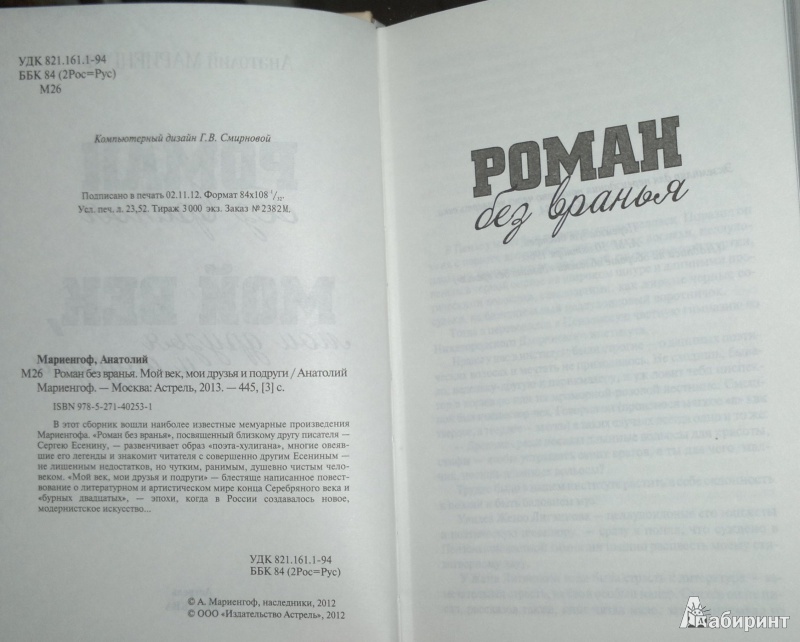 УДК 821.161.1-94
ББК 84 (2Рос=Рус)
М26
Компьютерный дизайн Г.В. Смирновой
Подписано в печать 02.11.12. Формат 84х108 1/32.
Усл. печ. л. 23,52. Тираж 3 000 экз. Заказ № 2382М.
Мариенгоф, Анатолий
М26 Роман без вранья. Мой век, мои друзья и подруги / Анатолий
Мариенгоф. — Москва: Астрель, 2013. — 445, [3] с.
ISBN 978-5-271-40253-1
В этот сборник вошли наиболее известные мемуарные произведения
Мариенгофа. «Роман без вранья», посвященный близкому другу писателя —
Сергею Есенину, — развенчивает образ «поэта-хулигана», многие овеяв-
шие его легенды и знакомит читателя с совершенно другим Есениным —
не лишенным недостатков, но чутким, ранимым, душевно чистым чело-
веком. «Мой век, мои друзья и подруги» — блестяще написанное повест-
вование о литературном и артистическом мире конца Серебряного века и
«бурных двадцатых», — эпохи, когда в России создавалось новое,
модернистское искусство...
УДК 821.161.1-94
ББК 84 (2Рос=Рус)
© А. Мариенгоф, наследники, 2012
© ООО «Издательство Астрель», 2012
РОМАН
без вранья
Лабиринт